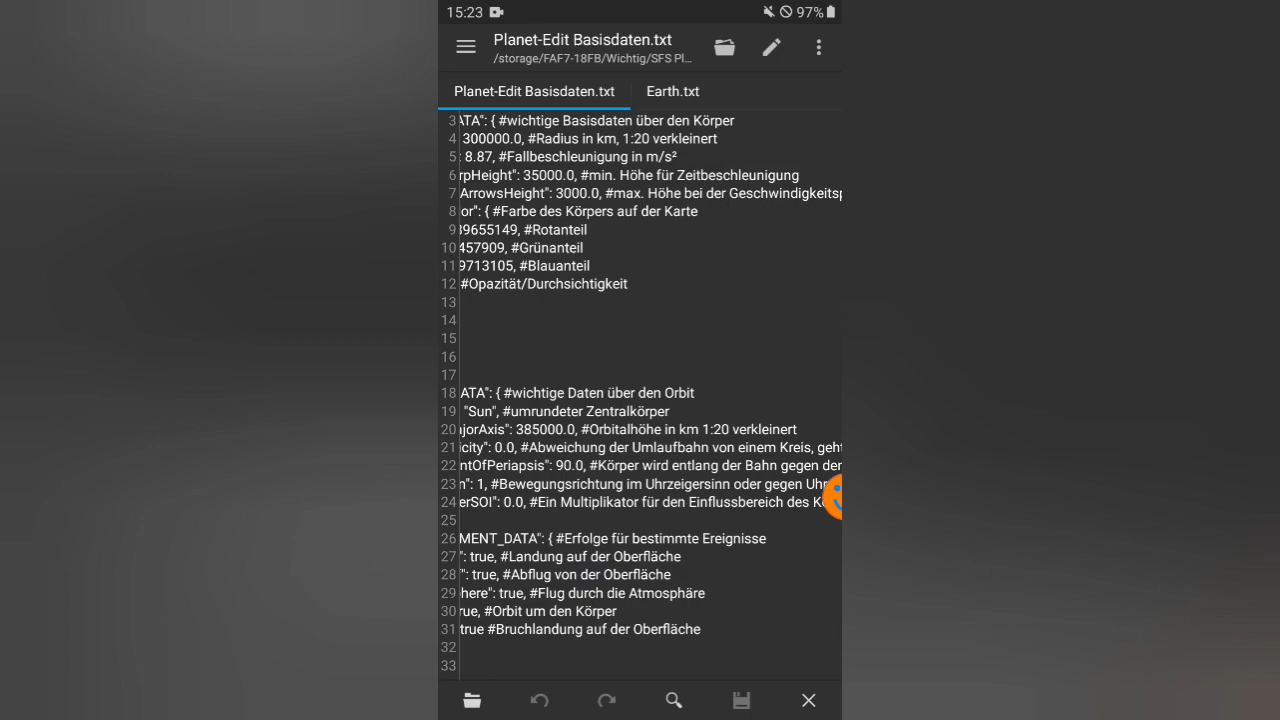 15:23 97%
Planet-Edit Basisdaten.txt
/storage/FAF7-18FB/Wichtig/SFS Pl...
Planet-Edit Basisdaten.txt Earth.txt
3 ATA": { #wichtige Basisdaten über den Körper
4 300000.0, #Radius in km, 1:20 verkleinert
5 : 8.87, #Fallbeschleunigung in m/s²
6 rpHeight": 35000.0, #min. Höhe für Zeitbeschleunigung
7 ArrowsHeight": 3000.0, #max. Höhe bei der Geschwindigkeitsp
8 or": { #Farbe des Körpers auf der Karte
9 39655149, #Rotanteil
10 457909, #Grünanteil
11 9713105, #Blauanteil
12 #Opazität/Durchsichtigkeit
13
14
15
16
17
18 ATA": { #wichtige Daten über den Orbit
19 "Sun", #umrundeter Zentralkörper
20 ajorAxis": 385000.0, #Orbitalhöhe in km 1:20 verkleinert
21 icity": 0.0, #Abweichung der Umlaufbahn von einem Kreis, geht
22 ntOfPeriapsis": 90.0, #Körper wird entlang der Bahn gegen den
23 n": 1, #Bewegungsrichtung im Uhrzeigersinn oder gegen Uhr
24 erSOI": 0.0, #Ein Multiplikator für den Einflussbereich des K
25
26 MENT_DATA": { #Erfolge für bestimmte Ereignisse
27 ": true, #Landung auf der Oberfläche
28 f": true, #Abflug von der Oberfläche
29 here": true, #Flug durch die Atmosphäre
30 rue, #Orbit um den Körper
31 true #Bruchlandung auf der Oberfläche
32
33